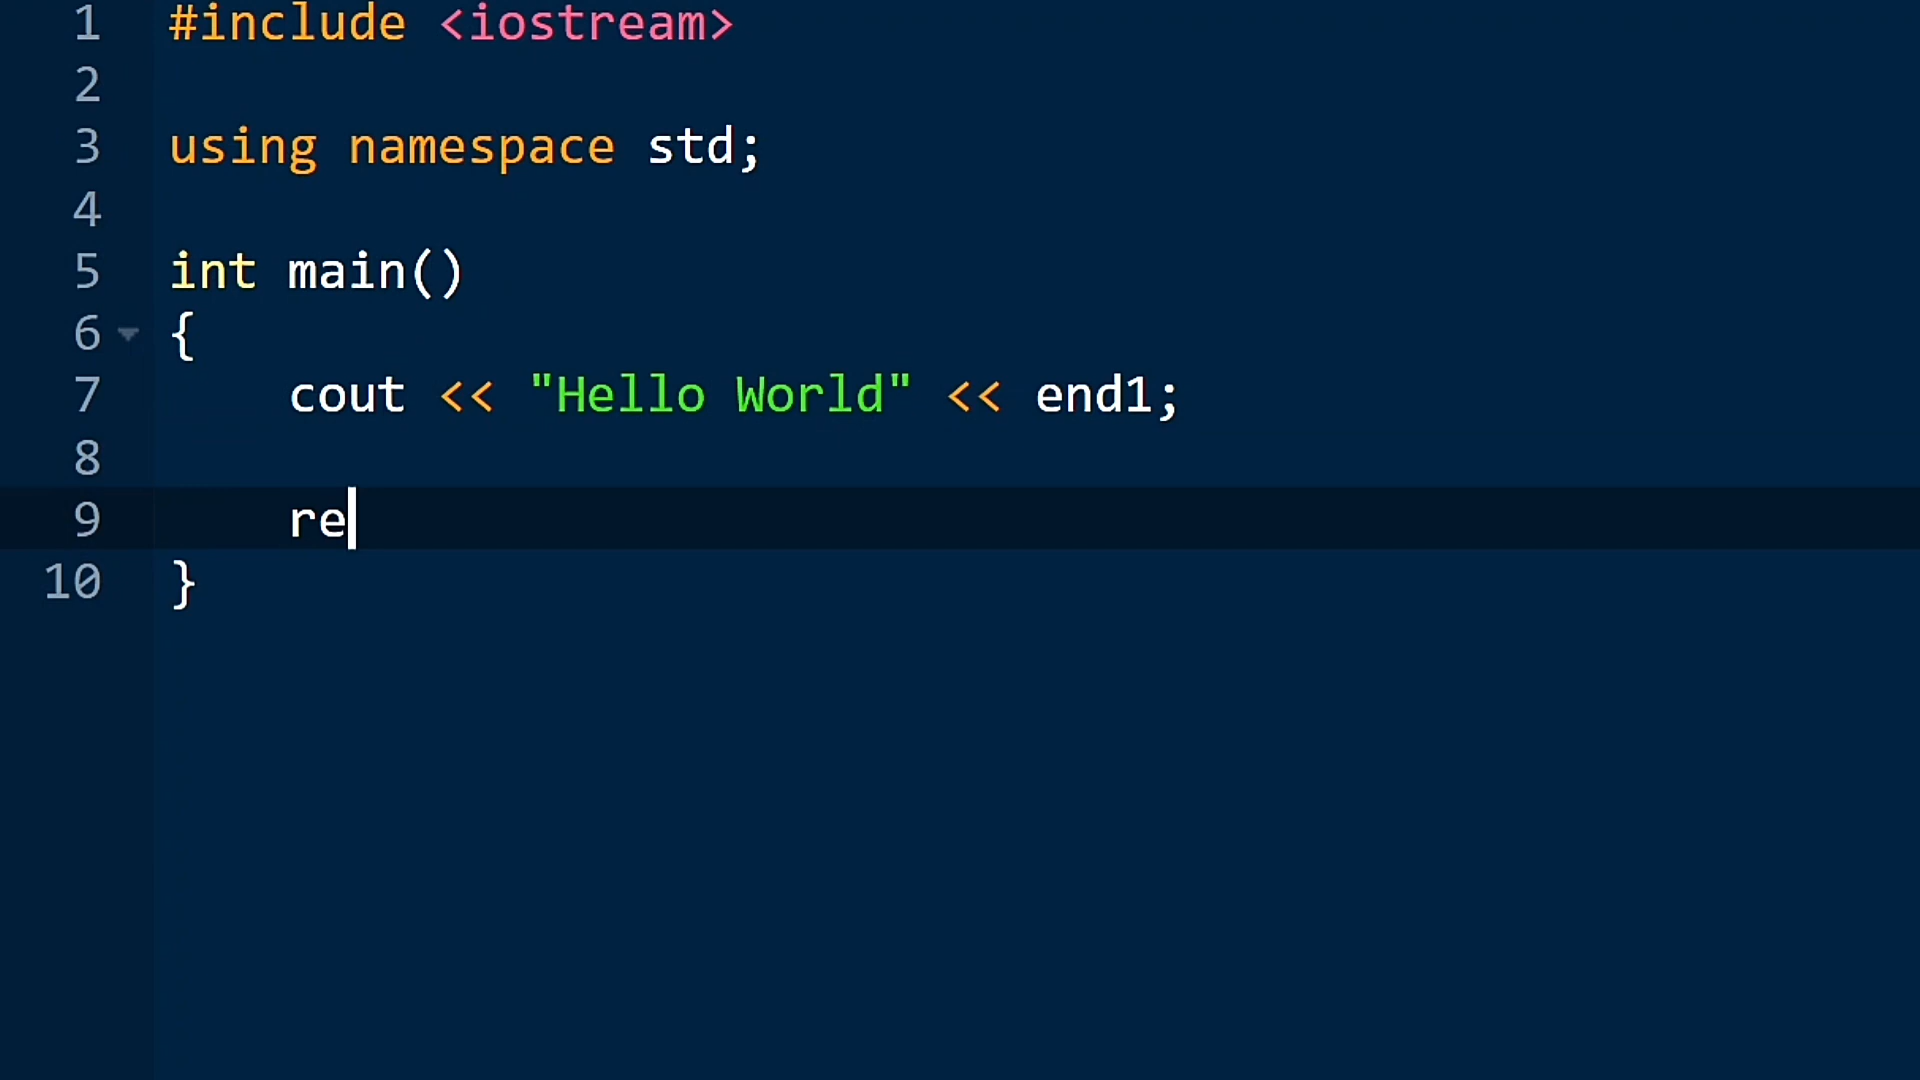 1 #include <iostream>
2
3 using namespace std;
4
5 int main()
6 {
7 cout << "Hello World" << end1;
8
9 re
10 }